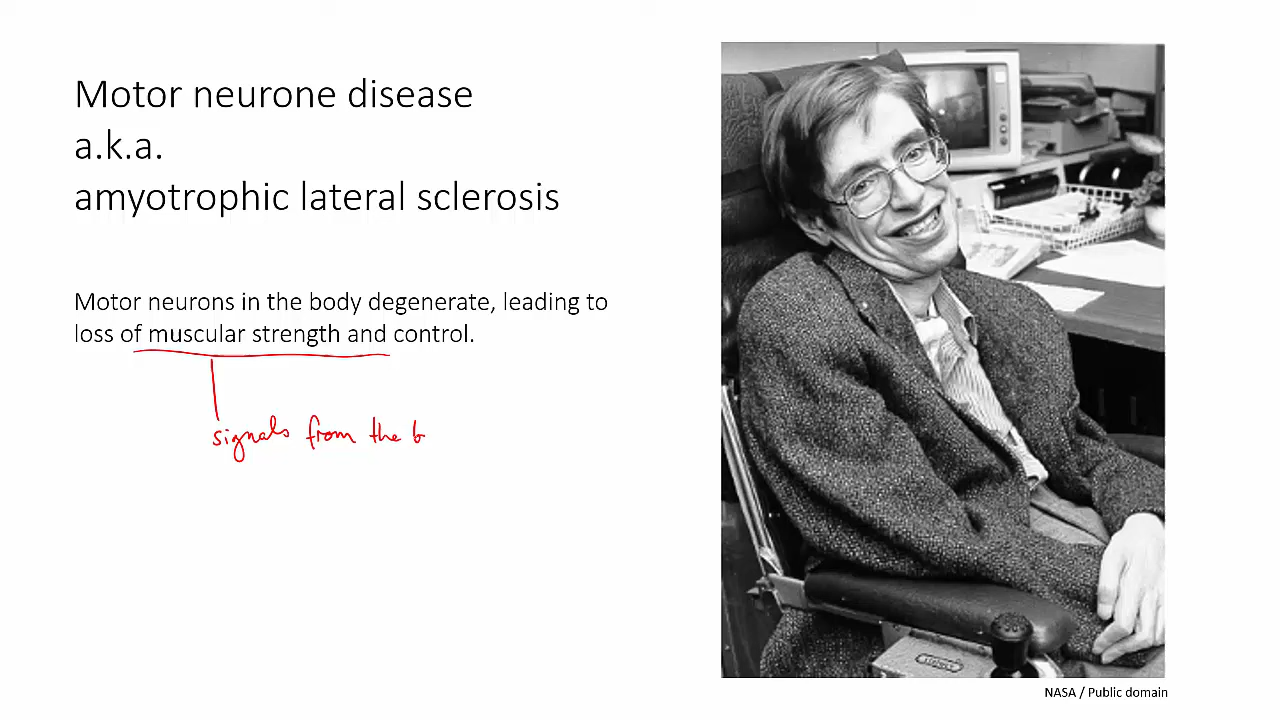 Motor neurone disease
a.k.a.
amyotrophic lateral sclerosis
Motor neurons in the body degenerate, leading to
loss of muscular strength and control.
signals from the b
NASA / Public domain